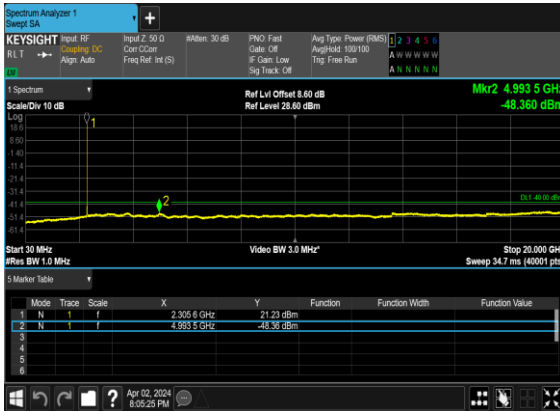 Spectrum Analyzer 1
Swept SA
+
KEYSIGHT Input: RF Input Z: 50 Ω #Atten: 30 dB PNO: Fast Avg Type: Power (RMS) 1 2 3 4 5 6
RLT Coupling: DC Corr CCorr Gate: Off Avg|Hold: 100/100 A W W W W W
Align: Auto Freq Ref: Int (S) IF Gain: Low Trig: Free Run
Sig Track: Off A N N N N N
1 Spectrum
Ref Lvl Offset 8.60 dB Mkr2 4.993 5 GHz
Scale/Div 10 dB Ref Level 28.60 dBm -48.360 dBm
Log
18.6
8.60
-1.40
-11.4
-21.4
-31.4
-41.4
-51.4
-61.4
1
2
DL1 -40.00 dBm
Start 30 MHz Video BW 3.0 MHz* Stop 20.000 GHz
#Res BW 1.0 MHz Sweep 34.7 ms (40001 pts)
5 Marker Table
Mode Trace Scale X Y Function Function Width Function Value
1 N 1 f 2.305 6 GHz 21.23 dBm
2 N 1 f 4.993 5 GHz -48.36 dBm
3
4
5
6
? Apr 02, 2024
8:05:25 PM